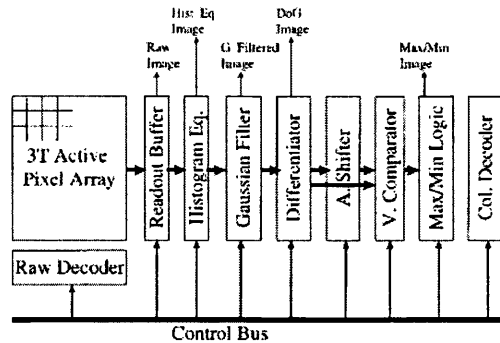 Hist. Eq
Image
DoG
Image
Raw
Image
G. Filtered
Image
Max/Min
Image
3T Active
Pixel Array
Readout Buffer
Histogram Eq.
Gaussian Filter
Differentiator
A. Shifter
V. Comparator
Max/Min Logic
Col. Decoder
Raw Decoder
Control Bus